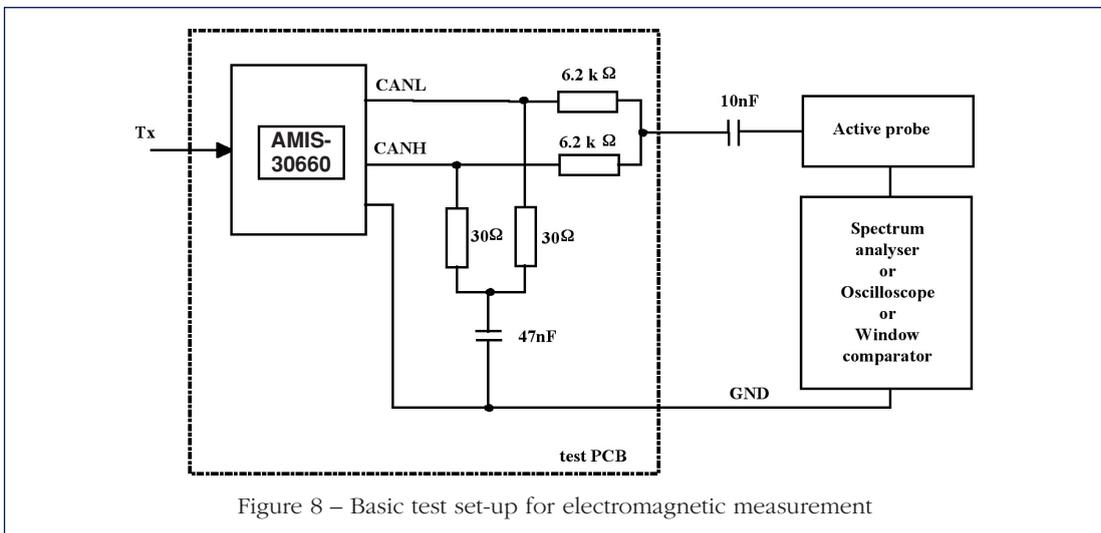 6.2 k Ω
CANL
10nF
Tx
Active probe
AMIS-
30660
CANH
6.2 k Ω
30Ω
30Ω
Spectrum
analyser
or
Oscilloscope
or
Window
comparator
47nF
GND
test PCB
Figure 8 – Basic test set-up for electromagnetic measurement